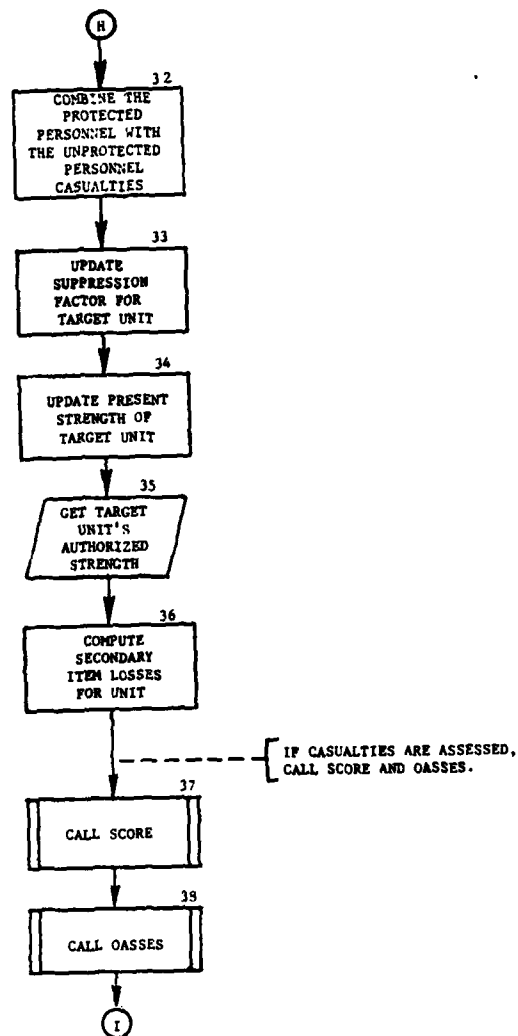 H
32
COMBINE THE
PROTECTED
PERSONNEL WITH
THE UNPROTECTED
PERSONNEL
CASUALTIES
33
UPDATE
SUPPRESSION
FACTOR FOR
TARGET UNIT
34
UPDATE PRESENT
STRENGTH OF
TARGET UNIT
35
GET TARGET
UNIT'S
AUTHORIZED
STRENGTH
36
COMPUTE
SECONDARY
ITEM LOSSES
FOR UNIT
IF CASUALTIES ARE ASSESSED,
CALL SCORE AND OASSES.
37
CALL SCORE
38
CALL OASSES
I